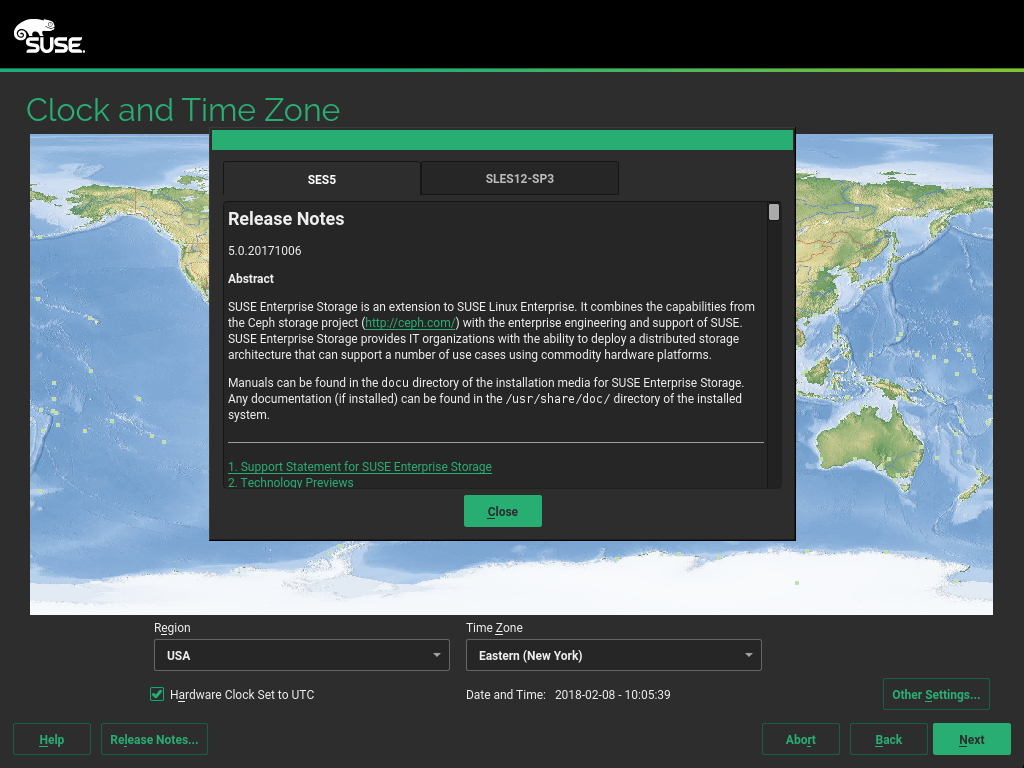 SUSE.
Clock and Time Zone
SES5
SLES12-SP3
Release Notes
5.0.20171006
Abstract
SUSE Enterprise Storage is an extension to SUSE Linux Enterprise. It combines the capabilities from
the Ceph storage project (http://ceph.com/) with the enterprise engineering and support of SUSE.
SUSE Enterprise Storage provides IT organizations with the ability to deploy a distributed storage
architecture that can support a number of use cases using commodity hardware platforms.
Manuals can be found in the docu directory of the installation media for SUSE Enterprise Storage.
Any documentation (if installed) can be found in the /usr/share/doc/ directory of the installed
system.
1. Support Statement for SUSE Enterprise Storage
2. Technology Previews
Close
Region
Time Zone
USA
Eastern (New York)
Hardware Clock Set to UTC
Date and Time: 2018-02-08 - 10:05:39
Other Settings...
Help
Release Notes...
Abort
Back
Next